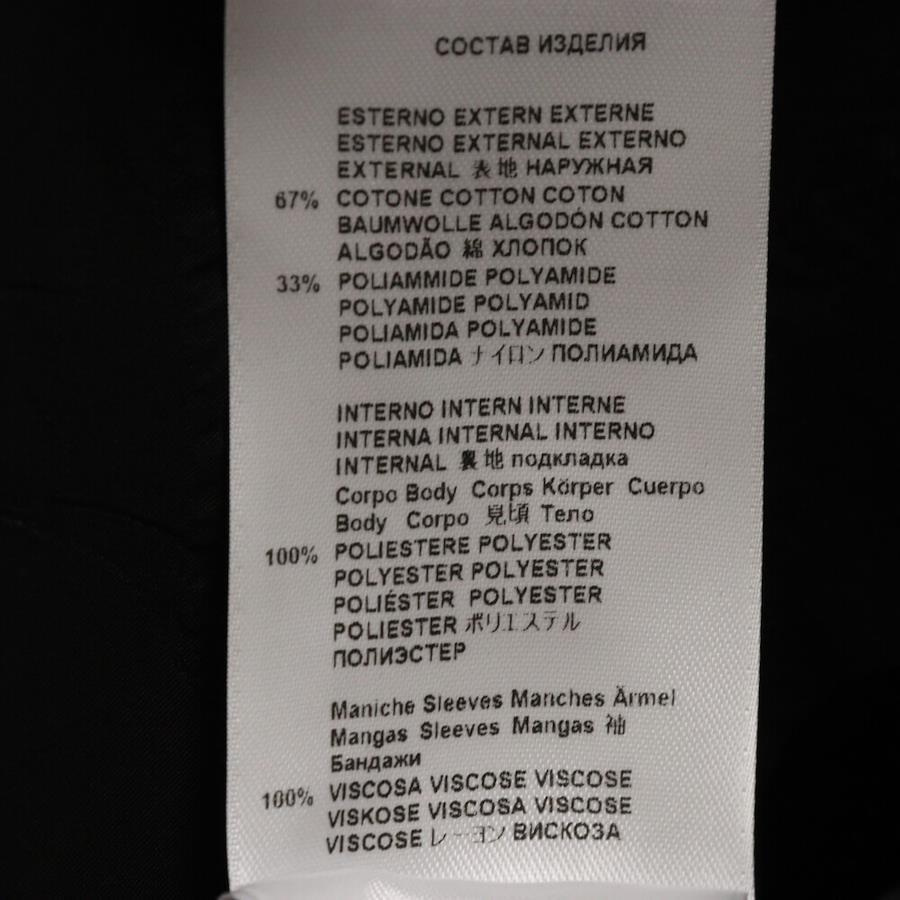 СОСТАВ ИЗДЕЛИЯ
ESTERNO EXTERN EXTERNE
ESTERNO EXTERNAL EXTERNO
EXTERNAL 表地 НАРУЖНАЯ
67% COTONE COTTON COTON
BAUMWOLLE ALGODÓN COTTON
ALGODÃO 綿 ХЛОПОК
33% POLIAMMIDE POLYAMIDE
POLYAMIDE POLYAMID
POLIAMIDA POLYAMIDE
POLIAMIDA ナイロン ПОЛИАМИДА
INTERNO INTERN INTERNE
INTERNA INTERNAL INTERNO
INTERNAL 裏地 подкладка
Corpo Body Corps Körper Cuerpo
Body Corpo 見頃 Тело
100% POLIESTERE POLYESTER
POLYESTER POLYESTER
POLIÉSTER POLYESTER
POLIESTER ポリエステル
ПОЛИЭСТЕР
Maniche Sleeves Manches Ärmel
Mangas Sleeves Mangas 袖
Бандажи
100% VISCOSA VISCOSE VISCOSE
VISKOSE VISCOSA VISCOSE
VISCOSE レーヨン ВИСКОЗА